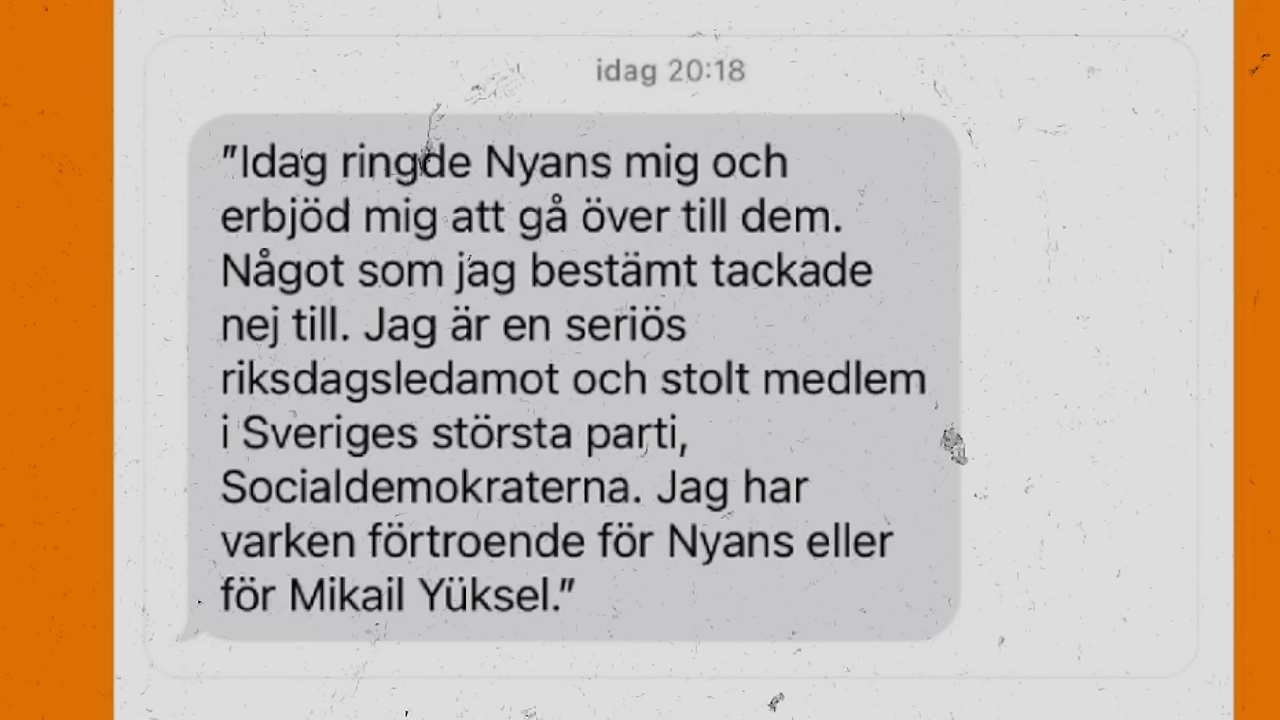 idag 20:18
"Idag ringde Nyans mig och
erbjöd mig att gå över till dem.
Något som jag bestämt tackade
nej till. Jag är en seriös
riksdagsledamot och stolt medlem
i Sveriges största parti,
Socialdemokraterna. Jag har
varken förtroende för Nyans eller
för Mikail Yüksel."